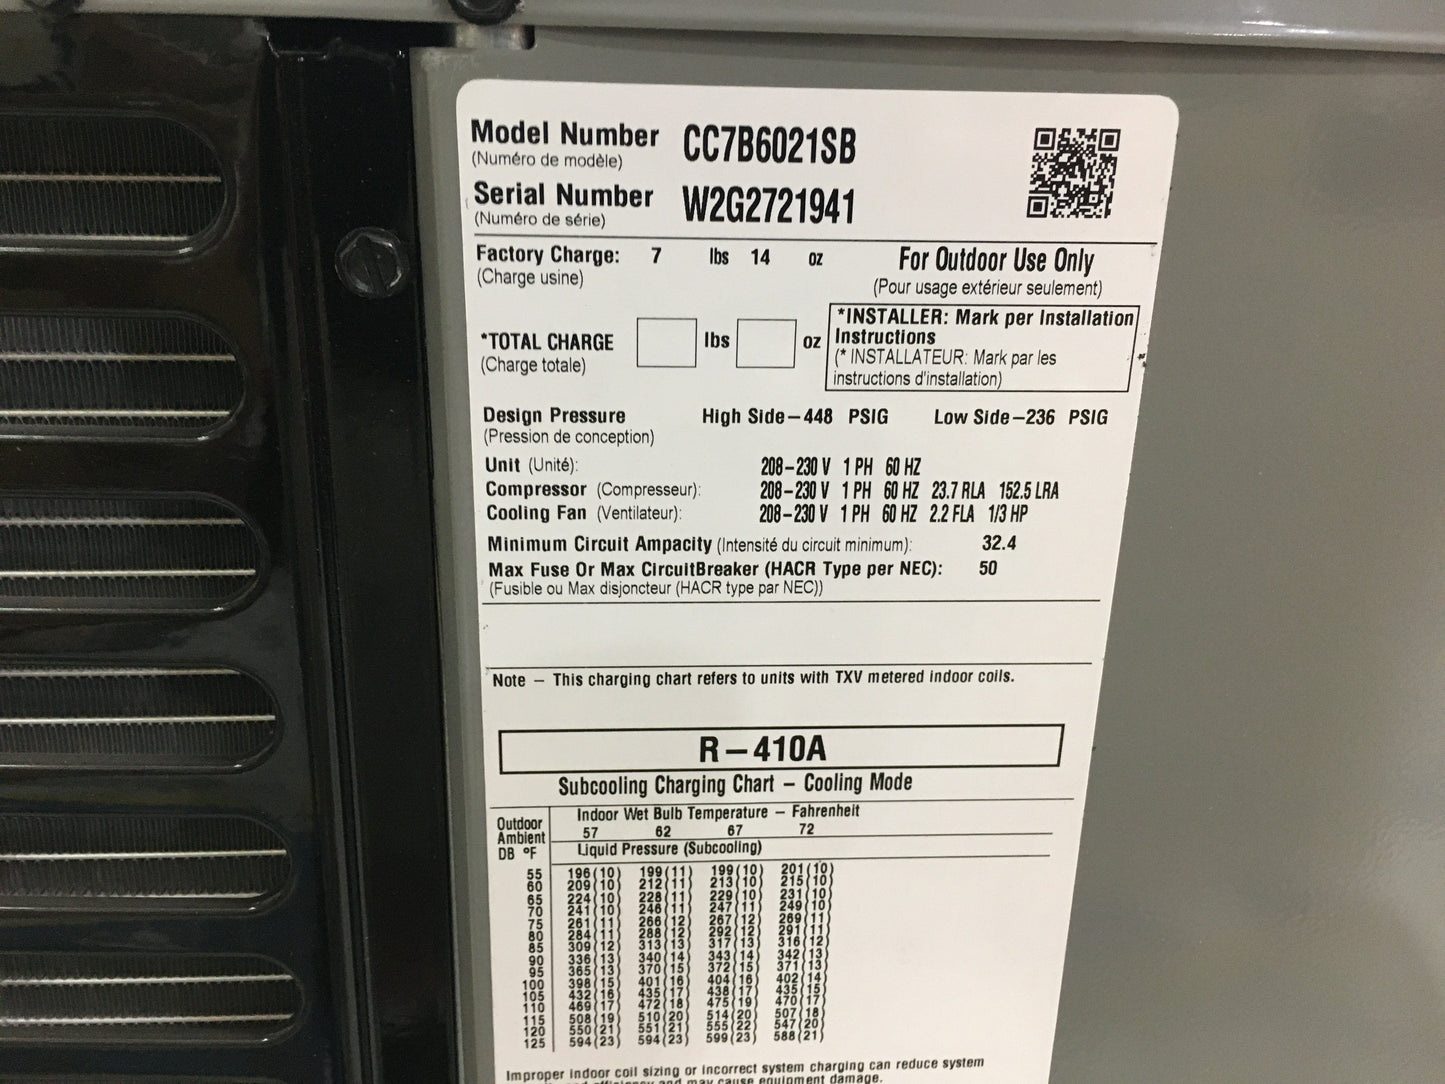 Model Number CC7B6021SB
(Numéro de modèle)
Serial Number W2G2721941
(Numéro de série)
Factory Charge: 7 lbs 14 oz For Outdoor Use Only
(Charge usine) (Pour usage extérieur seulement)
*TOTAL CHARGE lbs oz
(Charge totale)
*INSTALLER: Mark per Installation
Instructions
(* INSTALLATEUR: Mark par les
instructions d'installation)
Design Pressure High Side–448 PSIG Low Side–236 PSIG
(Pression de conception)
Unit (Unité): 208–230 V 1 PH 60 HZ
Compressor (Compresseur): 208–230 V 1 PH 60 HZ 23.7 RLA 152.5 LRA
Cooling Fan (Ventilateur): 208–230 V 1 PH 60 HZ 2.2 FLA 1/3 HP
Minimum Circuit Ampacity (Intensité du circuit minimum): 32.4
Max Fuse Or Max CircuitBreaker (HACR Type per NEC): 50
(Fusible ou Max disjoncteur (HACR type par NEC))
Note – This charging chart refers to units with TXV metered indoor coils.
R–410A
Subcooling Charging Chart – Cooling Mode
Outdoor
Ambient
DB °F
Indoor Wet Bulb Temperature – Fahrenheit
57 62 67 72
Liquid Pressure (Subcooling)
55 196(10) 199(11) 199(10) 201(10)
60 209(10) 212(11) 213(10) 215(10)
65 224(10) 228(11) 229(10) 231(10)
70 241(10) 246(11) 247(11) 249(10)
75 261(11) 266(12) 267(12) 269(11)
80 284(11) 288(12) 292(12) 291(11)
85 309(12) 313(13) 317(13) 316(12)
90 336(13) 340(14) 343(14) 342(13)
95 365(13) 370(15) 372(15) 371(13)
100 398(15) 401(16) 404(16) 402(14)
105 432(16) 435(17) 438(17) 435(15)
110 469(17) 472(18) 475(19) 470(17)
115 508(19) 510(20) 514(20) 507(18)
120 550(21) 551(21) 555(22) 547(20)
125 594(23) 594(23) 599(23) 588(21)
Improper indoor coil sizing or incorrect system charging can reduce system
and efficiency and may cause equipment damage.